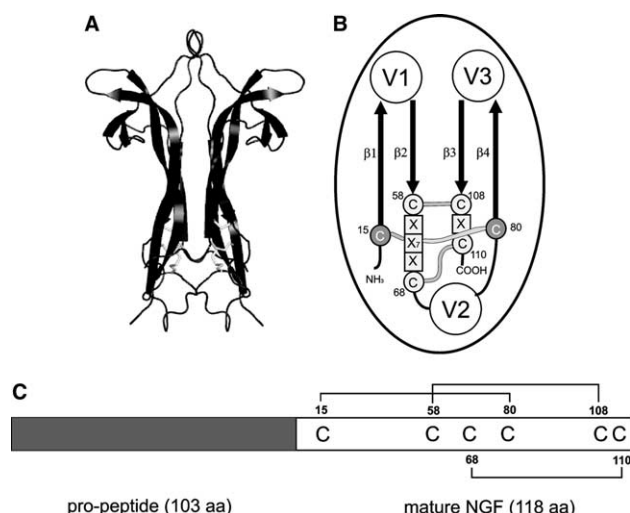 A
B
V1
V3
β1
β2
β3
β4
58
C
C
108
X
X
15
C
X₇
C
C
80
X
110
NH₃
COOH
68
C
V2
C
15
58
80
108
C
C
C
C
C
C
68
110
pro-peptide (103 aa)
mature NGF (118 aa)